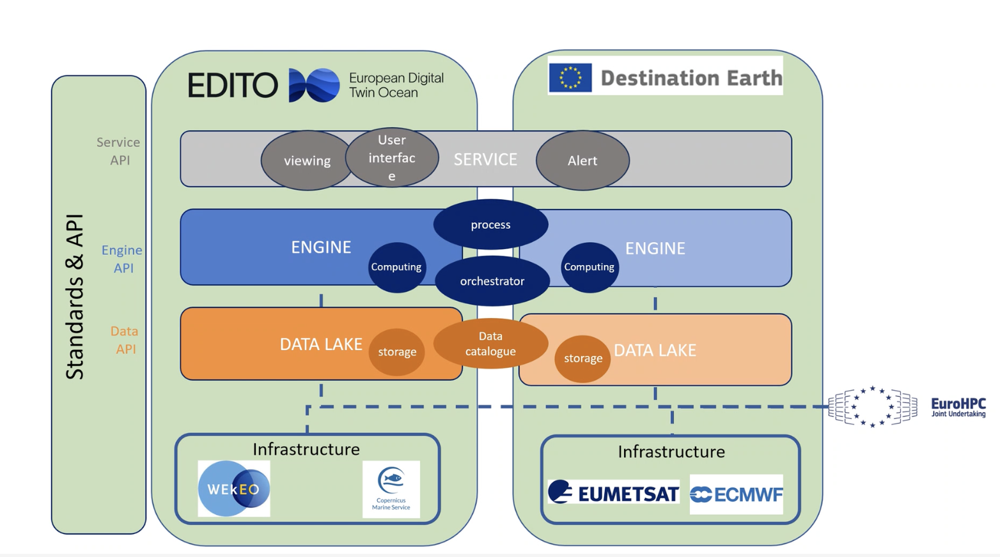 EDITO
European Digital
Twin Ocean
Destination Earth
Standards & API
Service
API
viewing
User
interfac
e
SERVICE
Alert
Engine
API
ENGINE
Computing
process
orchestrator
Computing
ENGINE
Data
API
DATA LAKE
storage
Data
catalogue
storage
DATA LAKE
EuroHPC
Joint Undertaking
Infrastructure
WEkEO
Copernicus
Marine Service
Infrastructure
EUMETSAT
ECMWF